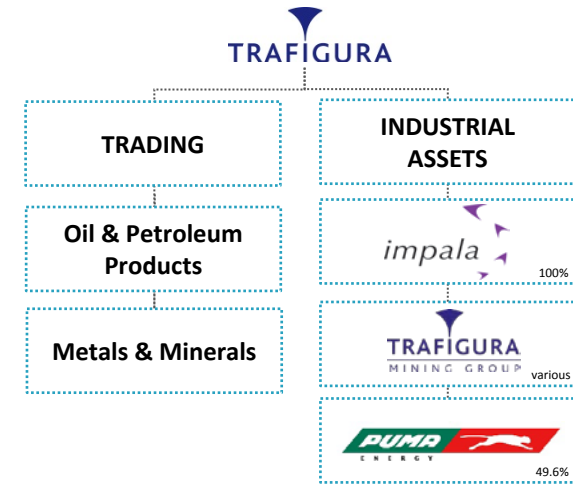 TRAFIGURA
TRADING
Oil & Petroleum
Products
Metals & Minerals
INDUSTRIAL
ASSETS
impala
100%
TRAFIGURA
MINING GROUP
various
PUMA
ENERGY
49.6%